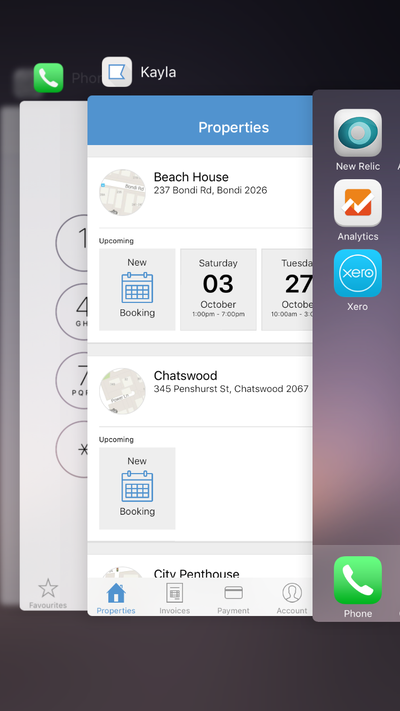 Phon
Kayla
Properties
Beach House
237 Bondi Rd, Bondi 2026
Upcoming
New
Booking
Saturday
03
October
1:00pm - 7:00pm
Tuesda
27
Octobe
10:00am - 3:0
Chatswood
345 Penshurst St, Chatswood 2067
Upcoming
New
Booking
City Penthouse
Properties
Invoices
Payment
Account
1
4
GH
7
PQR
*
Favourites
New Relic
Analytics
xero
Xero
Phone